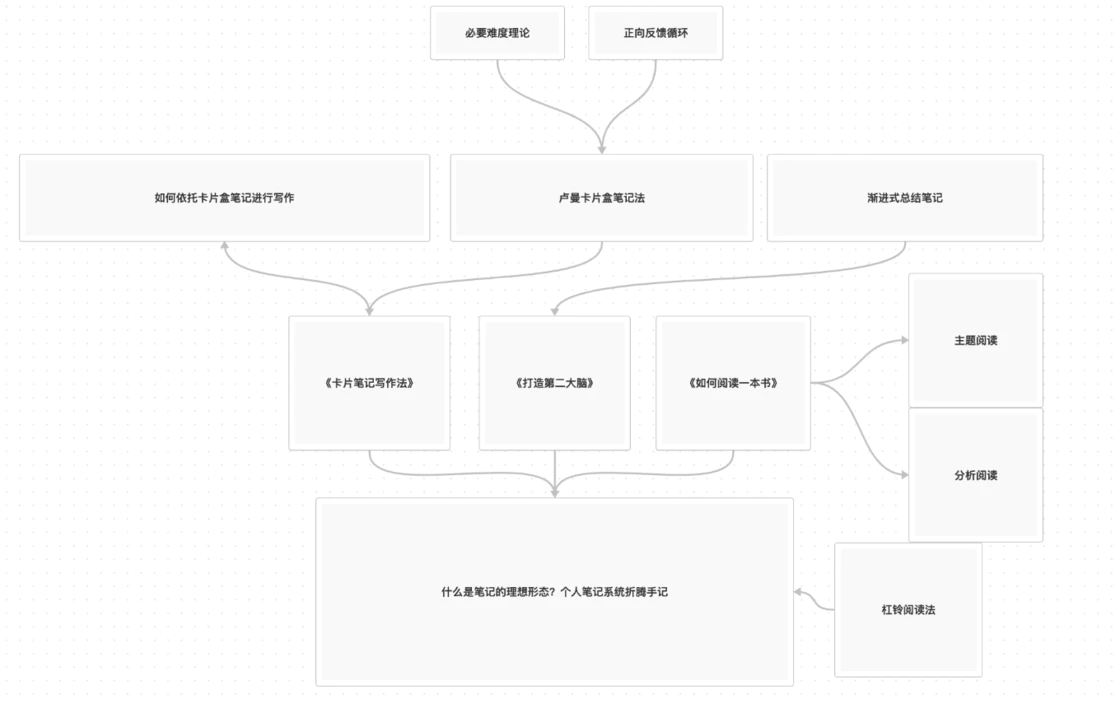 必要难度理论
正向反馈循环
如何依托卡片盒笔记进行写作
卢曼卡片盒笔记法
渐进式总结笔记
《卡片笔记写作法》
《打造第二大脑》
《如何阅读一本书》
主题阅读
分析阅读
什么是笔记的理想形态？个人笔记系统折腾手记
杠铃阅读法